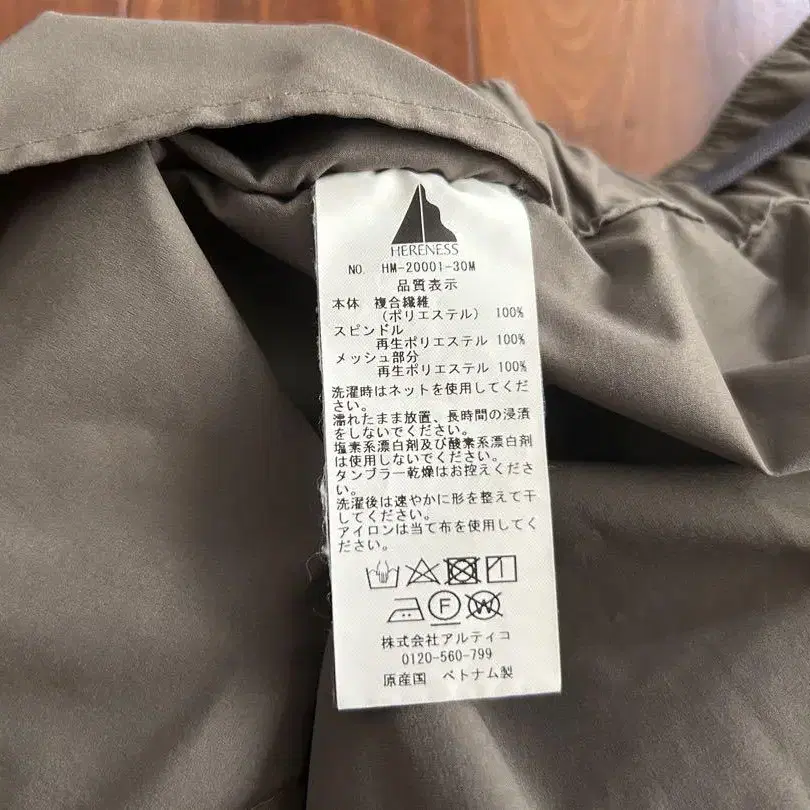 HERENESS
NO. HM-20001-30M
品質表示
本体 複合繊維
(ポリエステル) 100%
スピンドル
再生ポリエステル 100%
メッシュ部分
再生ポリエステル 100%
洗濯時はネットを使用してくだ
さい。
濡れたまま放置、長時間の浸漬
をしないでください。
塩素系漂白剤及び酸素系漂白剤
は使用しないでください。
タンブラー乾燥はお控えくださ
い。
洗濯後は速やかに形を整えて干
してください。
アイロンは当て布を使用してく
ださい。
F W
株式会社アルティコ
0120-560-799
原産国 ベトナム製